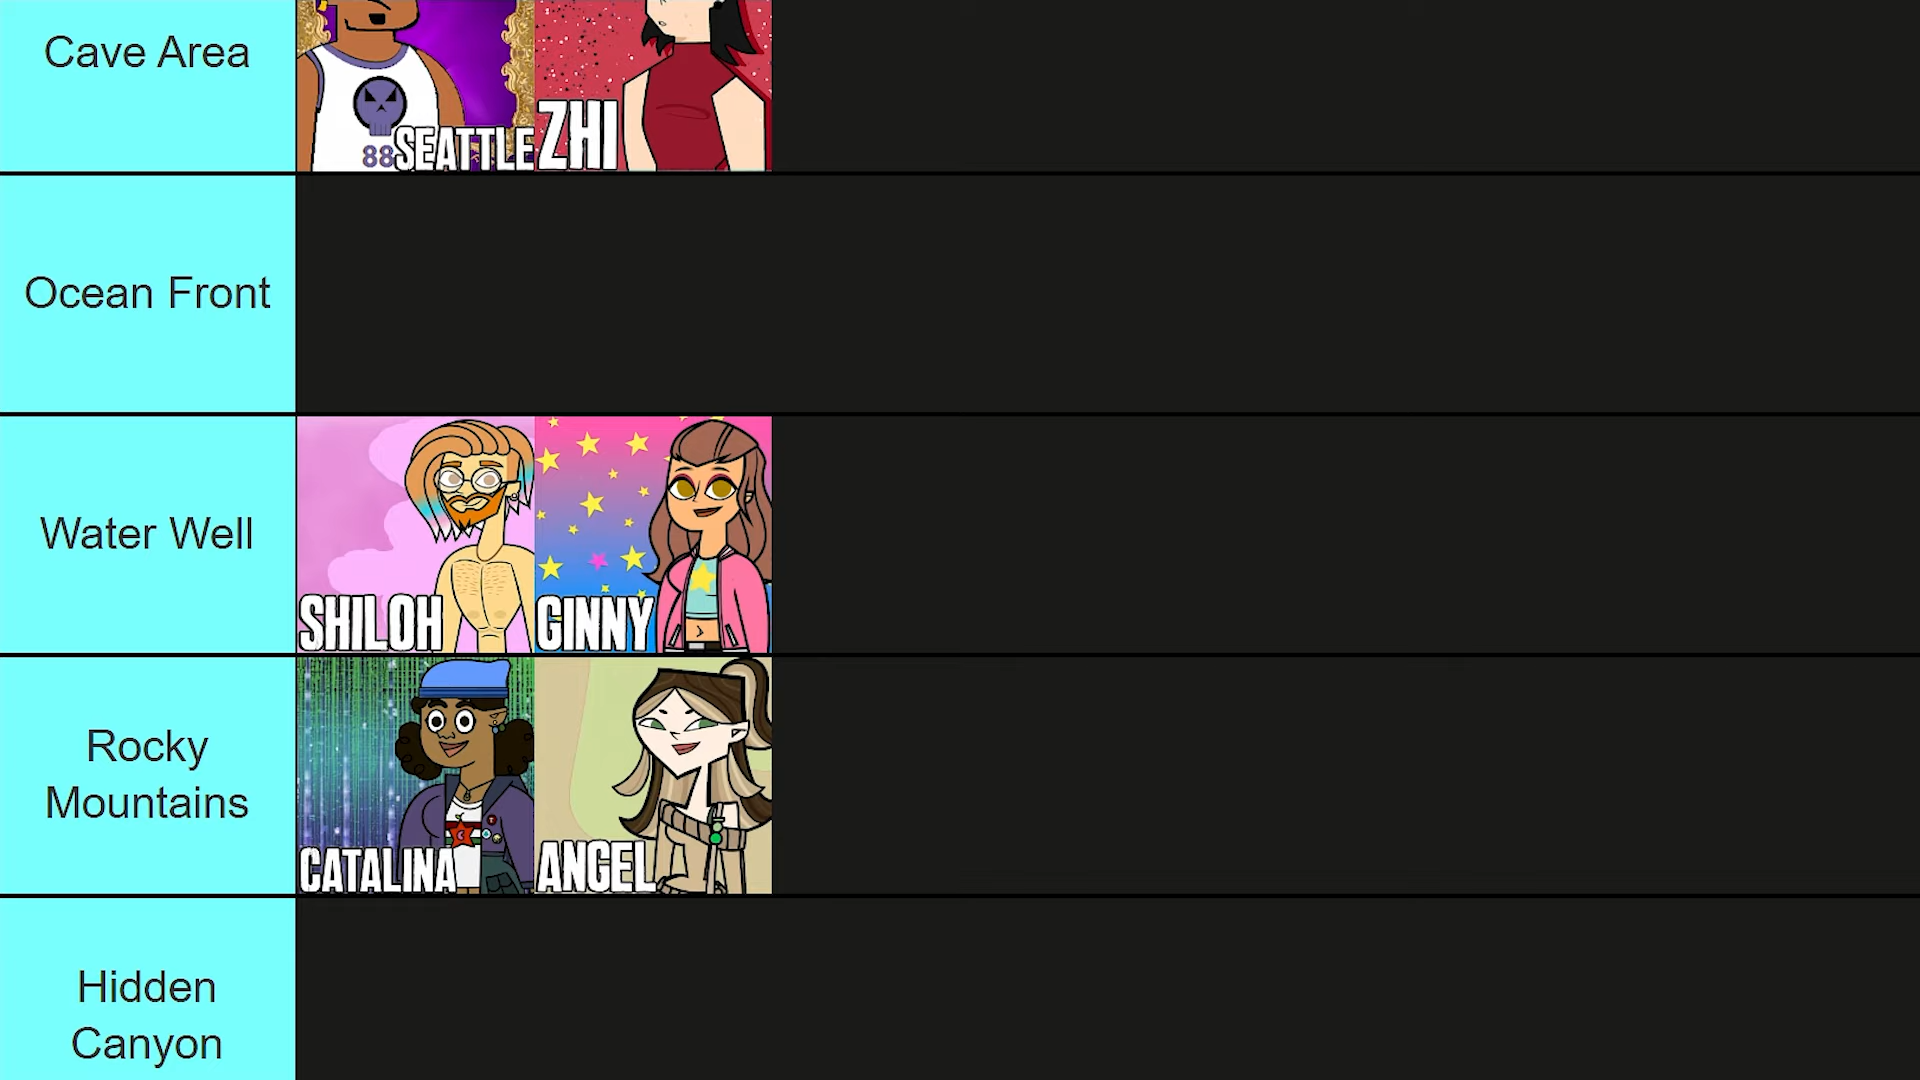 Cave Area
88
SEATTLE
ZHI
Ocean Front
Water Well
SHILOH
GINNY
Rocky
Mountains
CATALINA
ANGEL
Hidden
Canyon